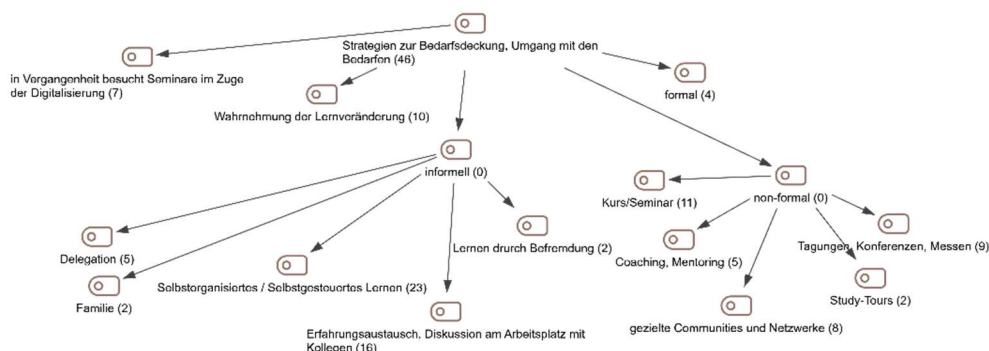 Strategien zur Bedarfsdeckung, Umgang mit den
Bedarfen (46)
in Vergangenheit besucht Seminare im Zuge
der Digitalisierung (7)
formal (4)
Wahrnehmung der Lernveränderung (10)
informell (0)
non-formal (0)
Kurs/Seminar (11)
Lernen drurch Befremdung (2)
Tagungen, Konferenzen, Messen (9)
Delegation (5)
Coaching, Mentoring (5)
Selbstorganisiertes / Selbstgesteuertes Lernen (23)
Study-Tours (2)
Familie (2)
gezielte Communities und Netzwerke (8)
Erfahrungsaustausch, Diskussion am Arbeitsplatz mit
Kollegen (16)